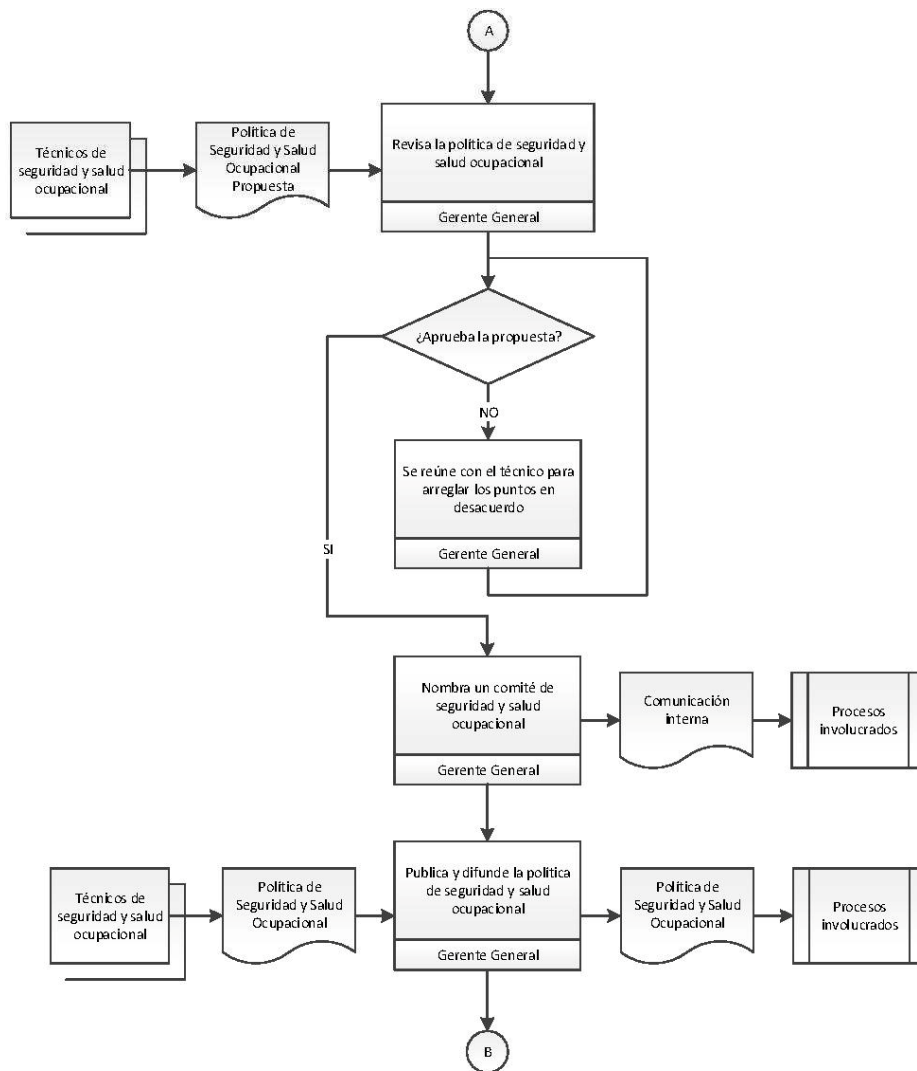 A
Técnicos de
seguridad y salud
ocupacional
Política de
Seguridad y Salud
Ocupacional
Propuesta
Revisa la política de seguridad y
salud ocupacional
Gerente General
¿Aprueba la propuesta?
NO
Se reúne con el técnico para
arreglar los puntos en
desacuerdo
Gerente General
SI
Nombra un comité de
seguridad y salud
ocupacional
Gerente General
Comunicación
interna
Procesos
involucrados
Técnicos de
seguridad y salud
ocupacional
Política de
Seguridad y Salud
Ocupacional
Publica y difunde la política
de seguridad y salud
ocupacional
Gerente General
Política de
Seguridad y Salud
Ocupacional
Procesos
involucrados
B